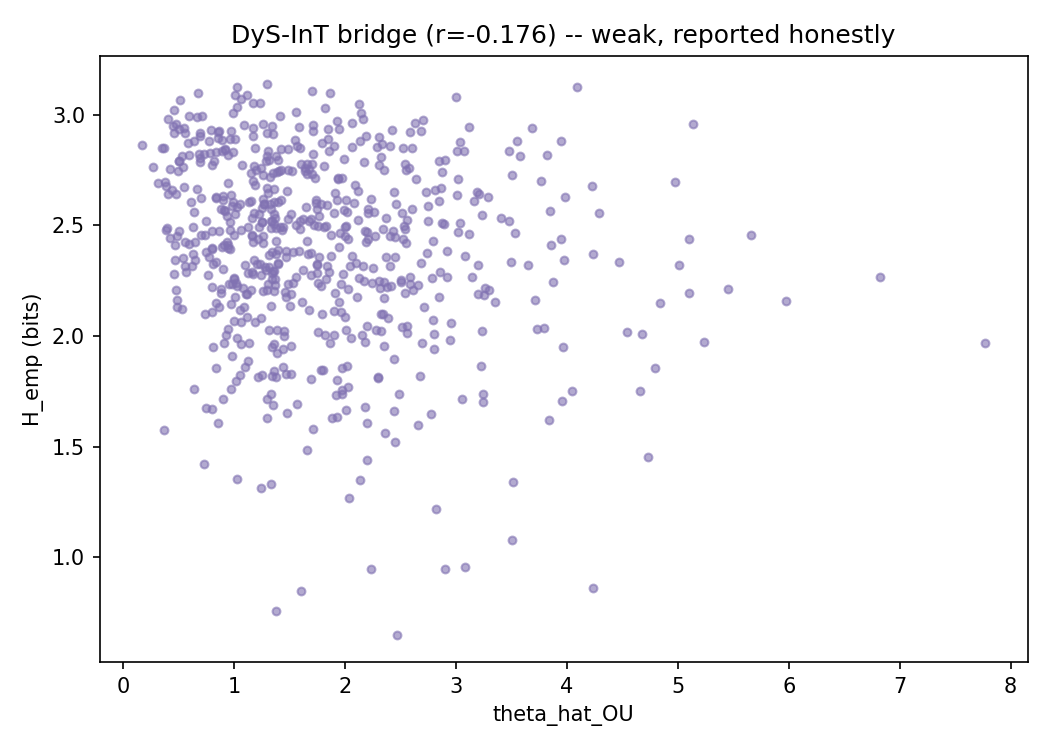 DyS-InT bridge (r=-0.176) -- weak, reported honestly
H_emp (bits)
3.0
2.5
2.0
1.5
1.0
0 1 2 3 4 5 6 7 8
theta_hat_OU